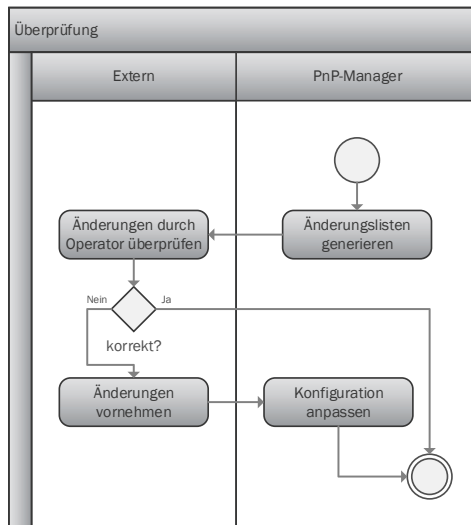 Überprüfung
Extern
PnP-Manager
Änderungen durch
Operator überprüfen
Änderungslisten
generieren
Nein
Ja
korrekt?
Änderungen
vornehmen
Konfiguration
anpassen